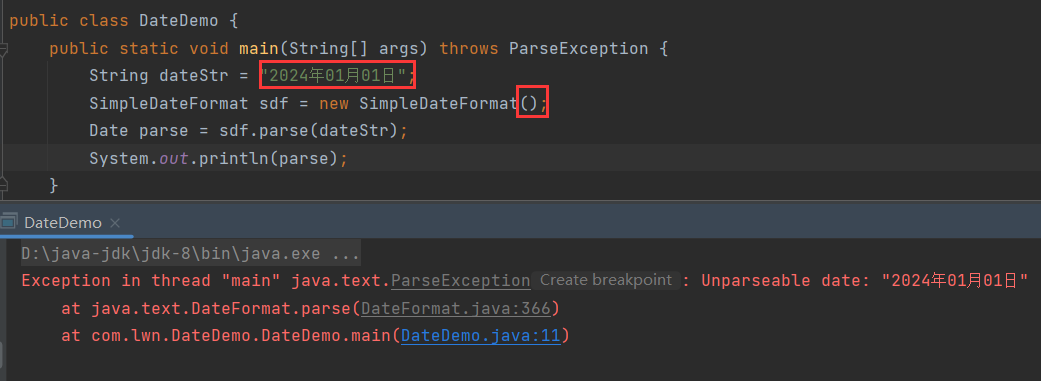 public class DateDemo {
public static void main(String[] args) throws ParseException {
String dateStr = "2024年01月01日";
SimpleDateFormat sdf = new SimpleDateFormat();
Date parse = sdf.parse(dateStr);
System.out.println(parse);
}
DateDemo ×
D:\java-jdk\jdk-8\bin\java.exe ...
Exception in thread "main" java.text.ParseException Create breakpoint : Unparseable date: "2024年01月01日"
at java.text.DateFormat.parse(DateFormat.java:366)
at com.lwn.DateDemo.DateDemo.main(DateDemo.java:11)